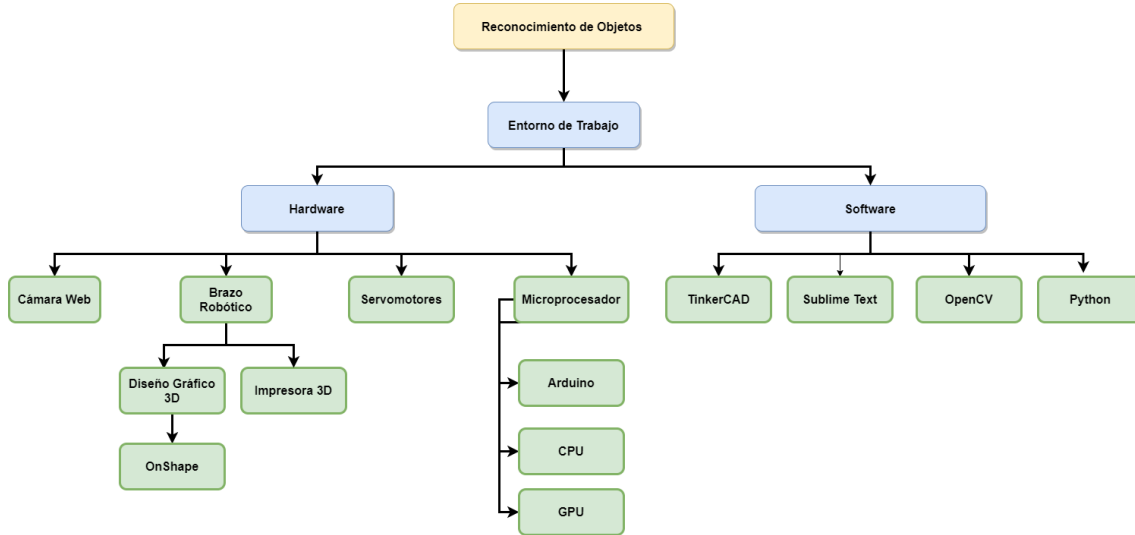 Reconocimiento de Objetos
Entorno de Trabajo
Hardware
Software
Cámara Web
Brazo
Robótico
Servomotores
Microprocesador
TinkerCAD
Sublime Text
OpenCV
Python
Diseño Gráfico
3D
Impresora 3D
Arduino
OnShape
CPU
GPU